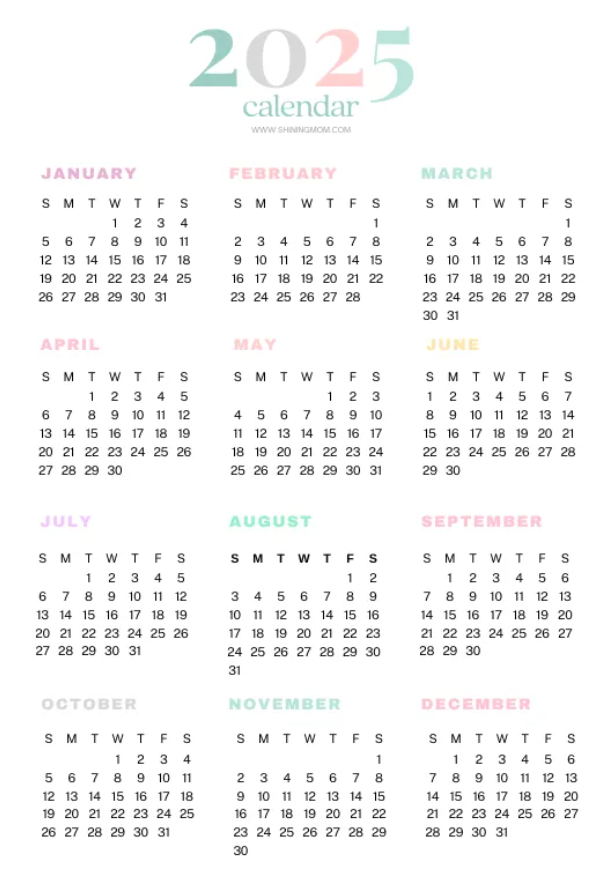 2025
calendar
WWW.SHININGMOM.COM
JANUARY
S M T W T F S
1 2 3 4
5 6 7 8 9 10 11
12 13 14 15 16 17 18
19 20 21 22 23 24 25
26 27 28 29 30 31
FEBRUARY
S M T W T F S
1
2 3 4 5 6 7 8
9 10 11 12 13 14 15
16 17 18 19 20 21 22
23 24 25 26 27 28
MARCH
S M T W T F S
1
2 3 4 5 6 7 8
9 10 11 12 13 14 15
16 17 18 19 20 21 22
23 24 25 26 27 28 29
30 31
APRIL
S M T W T F S
1 2 3 4 5
6 7 8 9 10 11 12
13 14 15 16 17 18 19
20 21 22 23 24 25 26
27 28 29 30
MAY
S M T W T F S
1 2 3
4 5 6 7 8 9 10
11 12 13 14 15 16 17
18 19 20 21 22 23 24
25 26 27 28 29 30 31
JUNE
S M T W T F S
1 2 3 4 5 6 7
8 9 10 11 12 13 14
15 16 17 18 19 20 21
22 23 24 25 26 27 28
29 30
JULY
S M T W T F S
1 2 3 4 5
6 7 8 9 10 11 12
13 14 15 16 17 18 19
20 21 22 23 24 25 26
27 28 29 30 31
AUGUST
S M T W T F S
1 2
3 4 5 6 7 8 9
10 11 12 13 14 15 16
17 18 19 20 21 22 23
24 25 26 27 28 29 30
31
SEPTEMBER
S M T W T F S
1 2 3 4 5 6
7 8 9 10 11 12 13
14 15 16 17 18 19 20
21 22 23 24 25 26 27
28 29 30
OCTOBER
S M T W T F S
1 2 3 4
5 6 7 8 9 10 11
12 13 14 15 16 17 18
19 20 21 22 23 24 25
26 27 28 29 30 31
NOVEMBER
S M T W T F S
1
2 3 4 5 6 7 8
9 10 11 12 13 14 15
16 17 18 19 20 21 22
23 24 25 26 27 28 29
30
DECEMBER
S M T W T F S
1 2 3 4 5 6
7 8 9 10 11 12 13
14 15 16 17 18 19 20
21 22 23 24 25 26 27
28 29 30 31